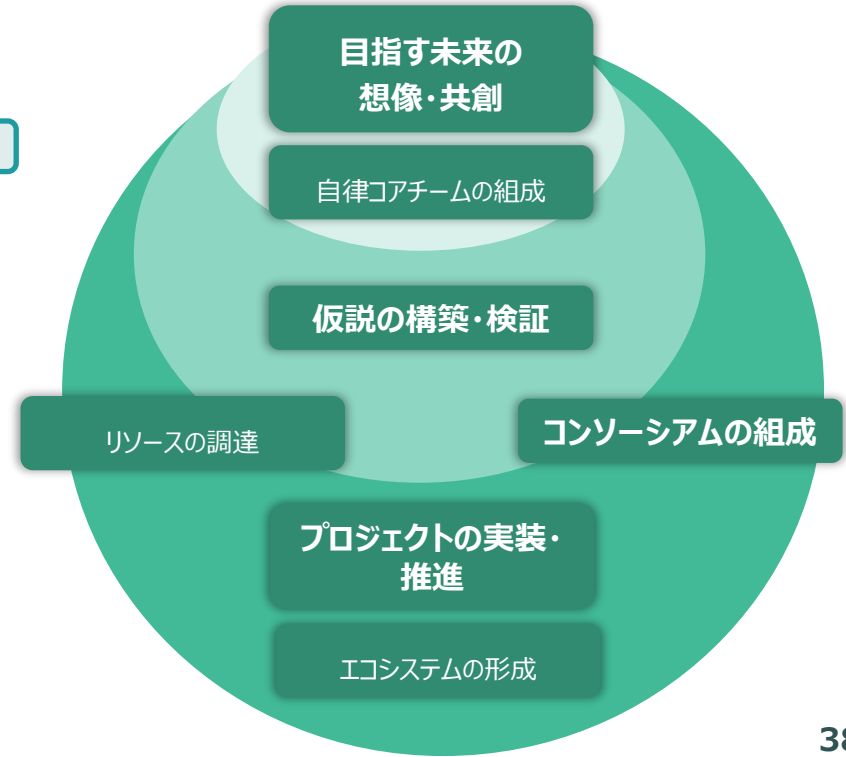 目指す未来の
想像・共創
自律コアチームの組成
仮説の構築・検証
リソースの調達
コンソーシアムの組成
プロジェクトの実装・
推進
エコシステムの形成
38